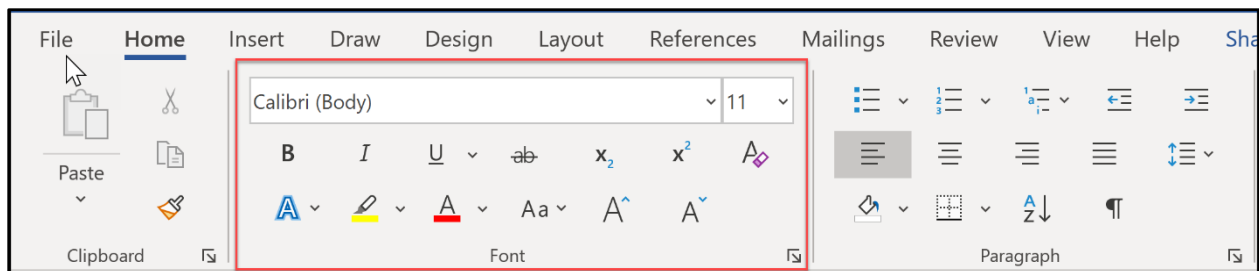 File Home Insert Draw Design Layout References Mailings Review View Help Sha
Calibri (Body) 11
B I U ab x₂ x² A
Paste
A A Aa A A
Clipboard Font Paragraph